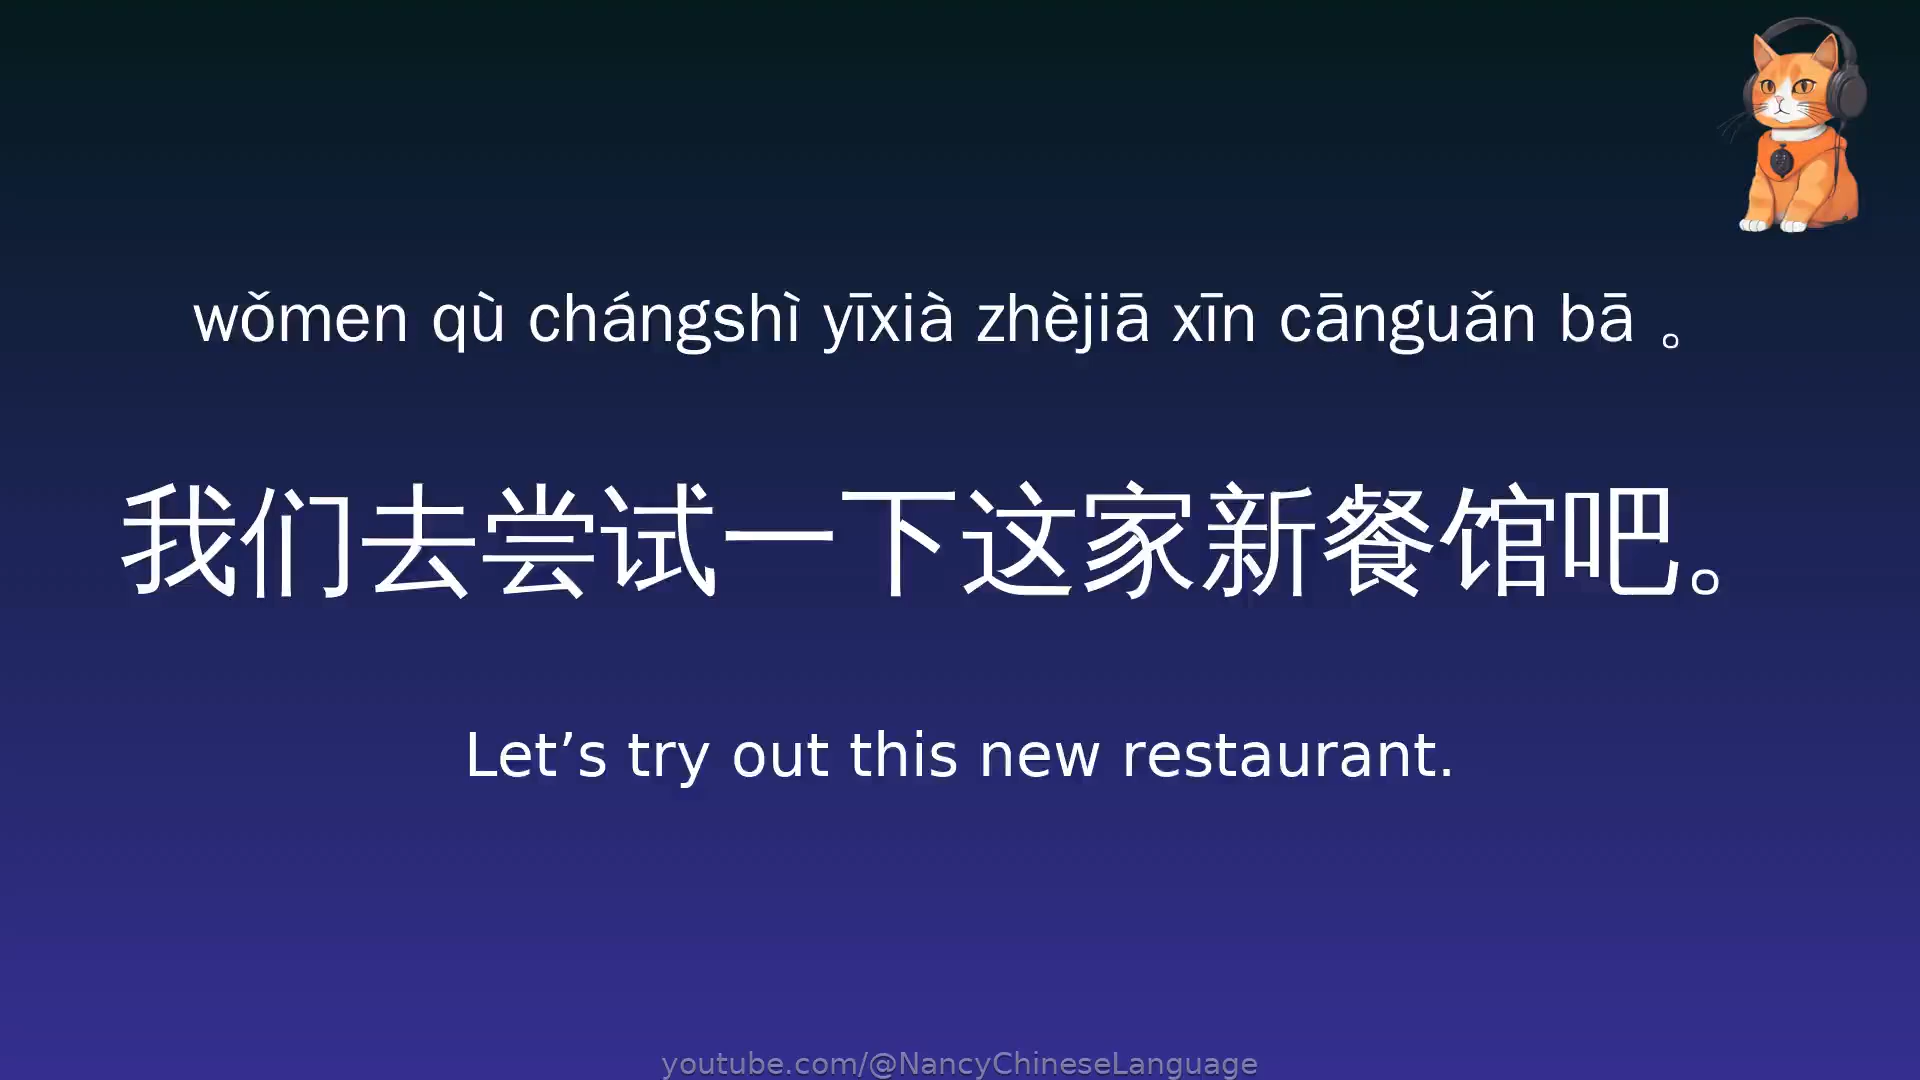 wǒmen qù chángshì yīxià zhèjiā xīn cānguǎn bā 。
我们去尝试一下这家新餐馆吧。
Let’s try out this new restaurant.
youtube.com/@NancyChineseLanguage